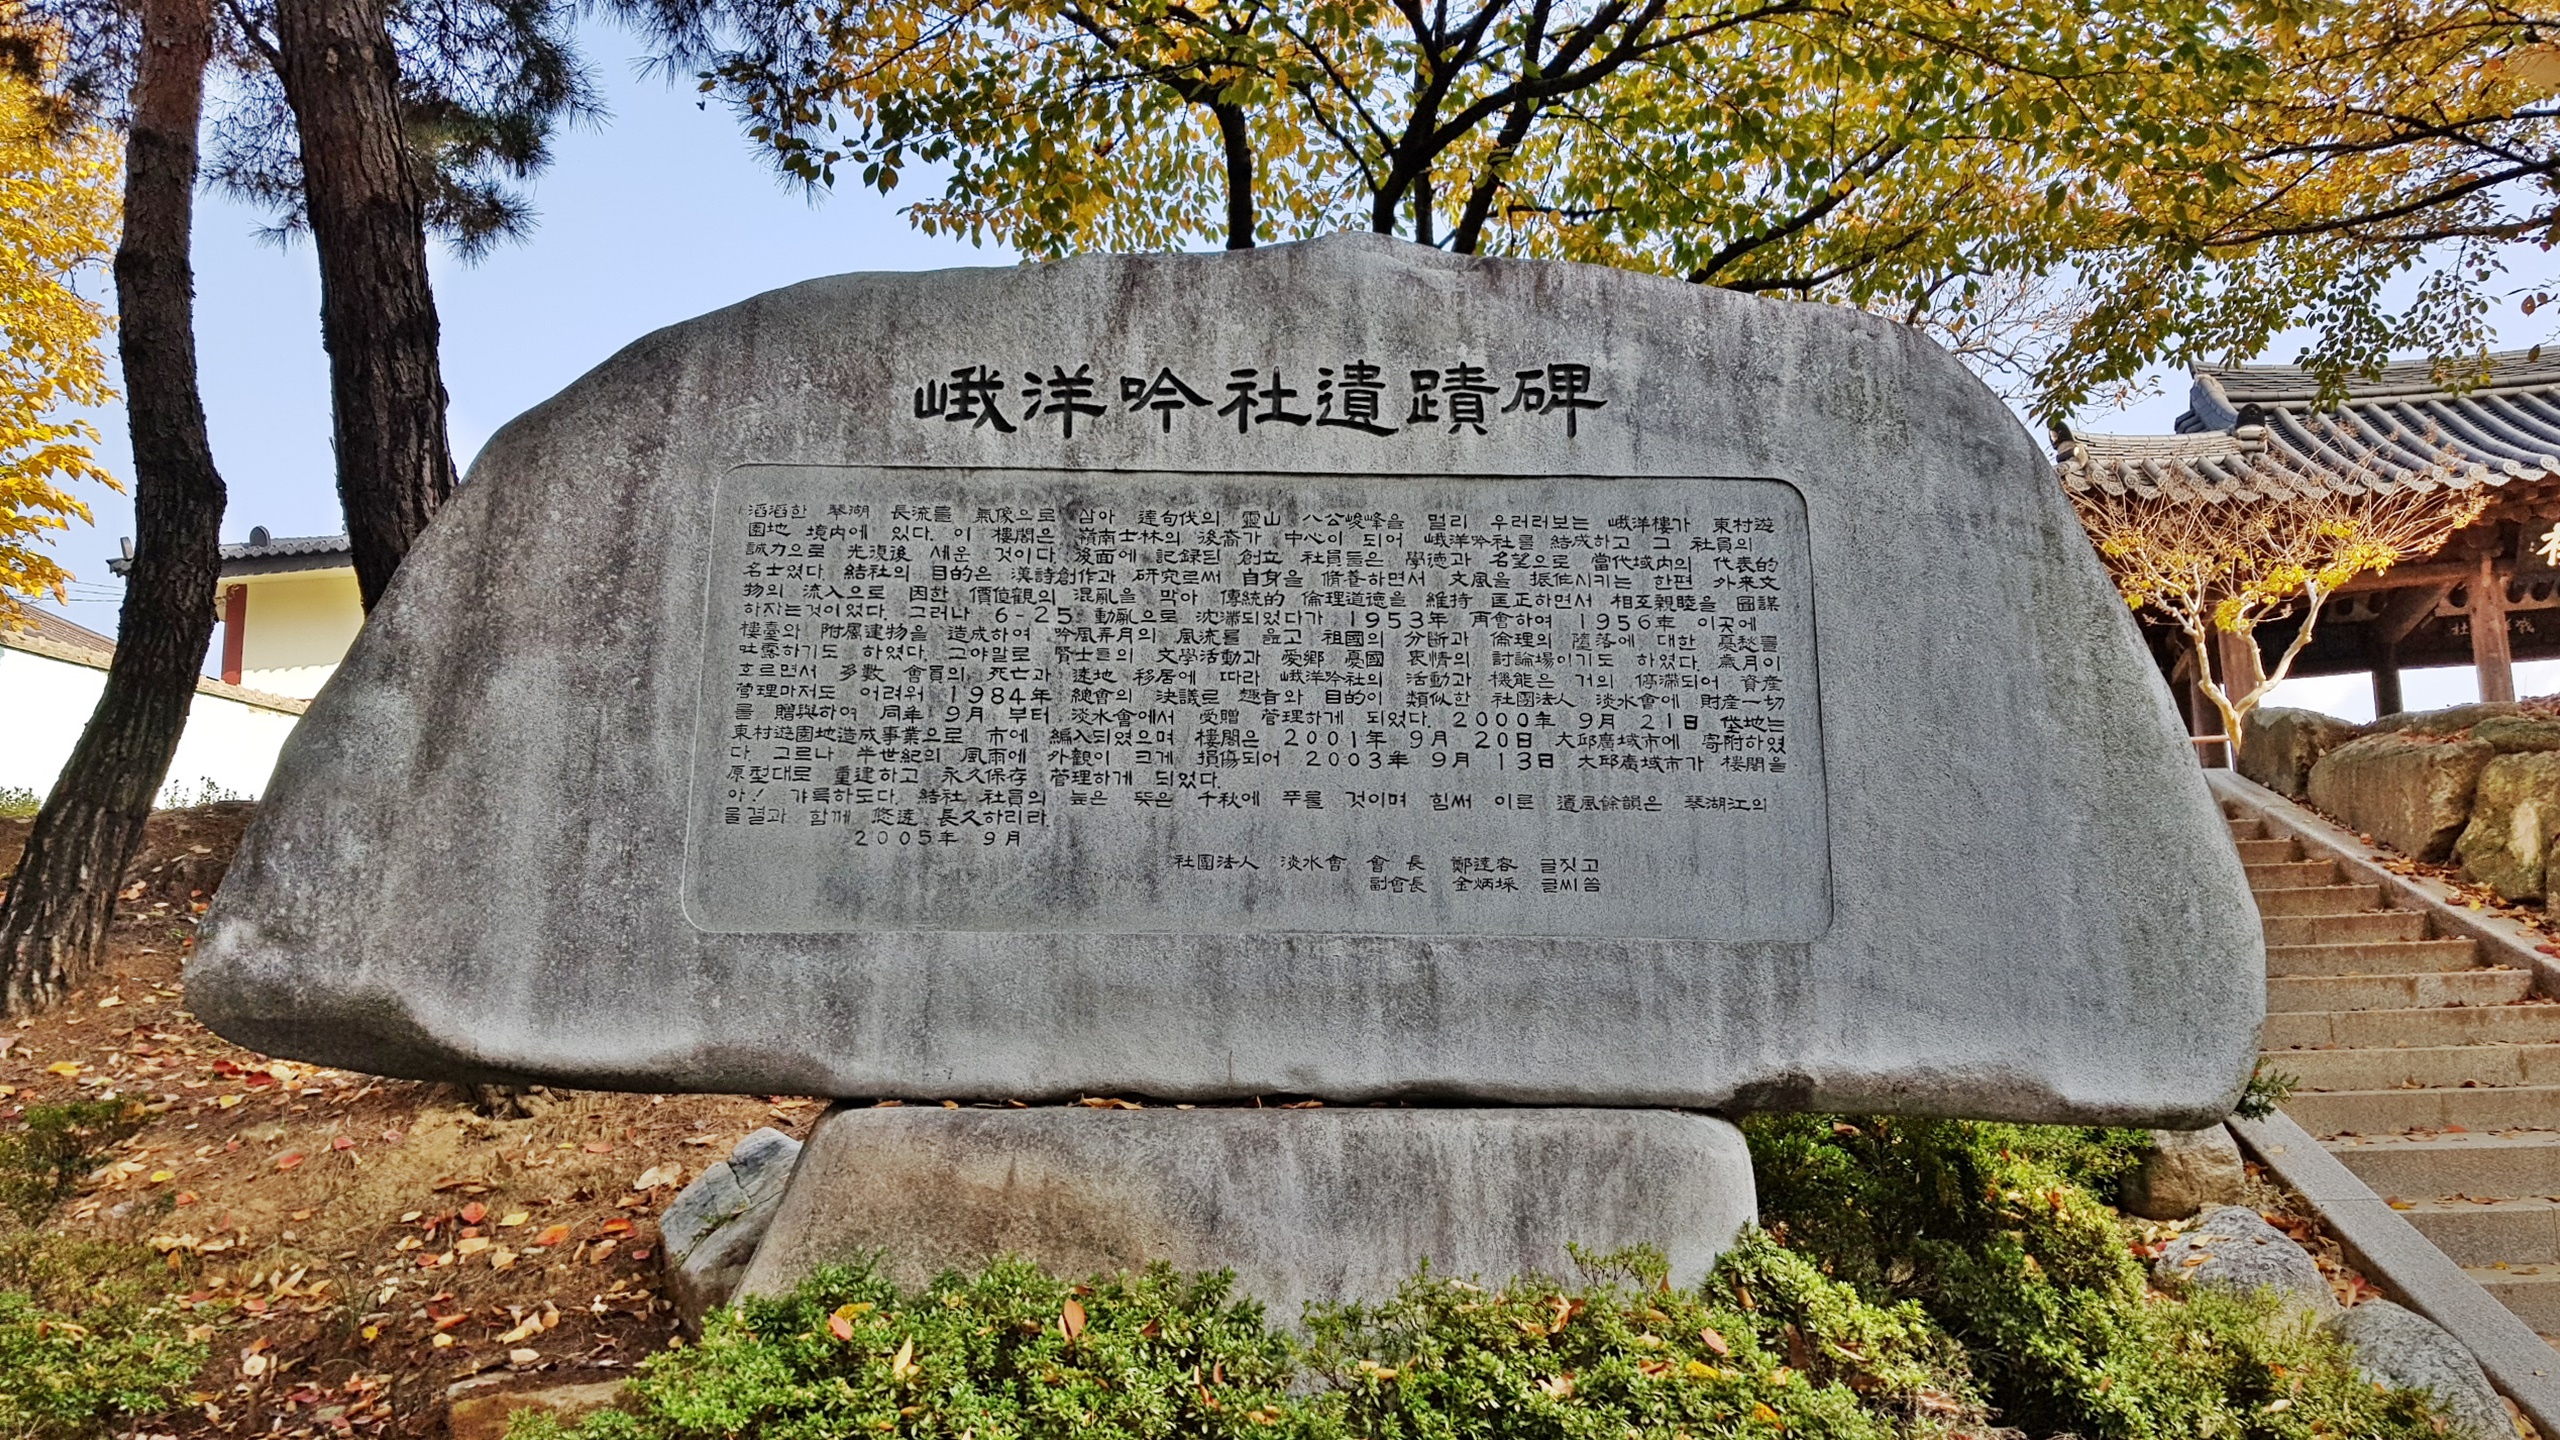 峨洋吟社遺蹟碑
滔滔한 琴湖 長流를 氣像으로 삼아 達句伐의 靈山 八公峻峰을 멀리 우러러보는 峨洋樓가 東村遊
園地 境内에 있다. 이 樓閣은 嶺南士林의 後裔가 中心이 되어 峨洋吟社를 結成하고 그 社員의
誠力으로 光復後 세운 것이다. 後面에 記録된 創立 社員들은 學德과 名望으로 當代域内의 代表的
名士였다. 結社의 目的은 漢詩創作과 研究로써 自身을 修養하면서 文風을 振作시키는 한편 外来文
物의 流入으로 因한 價値觀의 混亂을 막아 傳統的 倫理道德을 維持 匡正하면서 相互親睦을 圖謀
하자는것이었다. 그러나 6-25 動亂으로 沈滯되었다가 1953年 再會하여 1956年 이곳에
樓臺와 附屬建物을 造成하여 吟風弄月의 風流를 즐기고 祖國의 分斷과 倫理의 墮落에 대한 憂愁를
吐露하기도 하였다. 그야말로 賢士들의 文學活動과 愛鄕 憂國 衷情의 討論場이기도 하였다. 歲月이
흐르면서 多數 會員의 死亡과 遠地 移居에 따라 峨洋吟社의 活動과 機能은 거의 停滯되어 資産
管理마저도 어려워 1984年 總會의 決議로 趣旨와 目的이 類似한 社團法人 淡水會에 財産一切
를 贈與하여 同年 9月 부터 淡水會에서 受贈 管理하게 되었다. 2000年 9月 21日 垈地는
東村遊園地造成事業으로 市에 編入되었으며 樓閣은 2001年 9月 20日 大邱廣域市에 寄附하였
다. 그러나 半世紀의 風雨에 外觀이 크게 損傷되어 2003年 9月 13日 大邱廣域市가 樓閣을
原型대로 重建하고 永久保存 管理하게 되었다.
아! 갸륵하도다. 結社 社員의 높은 뜻은 千秋에 푸를 것이며 힘써 이룬 遺風餘韻은 琴湖江의
물결과 함께 悠達 長久하리라.
2005年 9月
社團法人 淡水會 會 長 鄭達容 글짓고
副會長 金炳埰 글씨씀